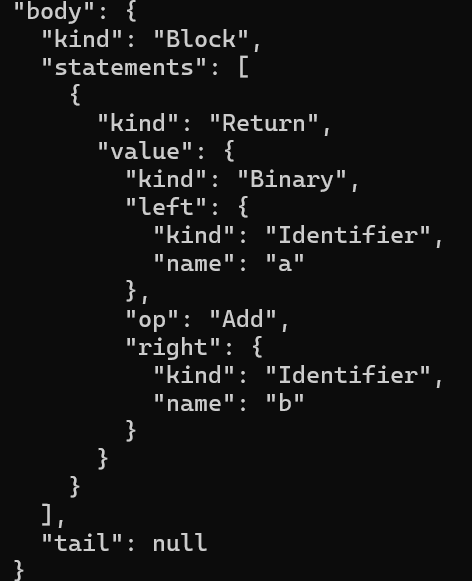 "body": {
  "kind": "Block",
  "statements": [
    {
      "kind": "Return",
      "value": {
        "kind": "Binary",
        "left": {
          "kind": "Identifier",
          "name": "a"
        },
        "op": "Add",
        "right": {
          "kind": "Identifier",
          "name": "b"
        }
      }
    }
  ],
  "tail": null
}